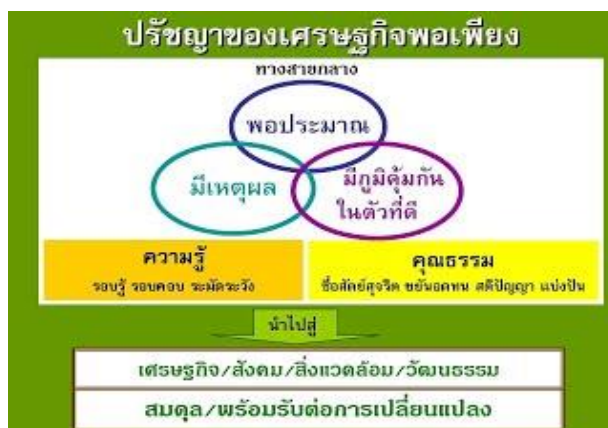 ปรัชญาของเศรษฐกิจพอเพียง
ทางสายกลาง
พอประมาณ
มีเหตุผล
มีภูมิคุ้มกัน
ในตัวที่ดี
ความรู้
รอบรู้ รอบคอบ ระมัดระวัง
คุณธรรม
ซื่อสัตย์สุจริต ขยันอดทน สติปัญญา แบ่งปัน
นำไปสู่
เศรษฐกิจ/สังคม/สิ่งแวดล้อม/วัฒนธรรม
สมดุล/พร้อมรับต่อการเปลี่ยนแปลง